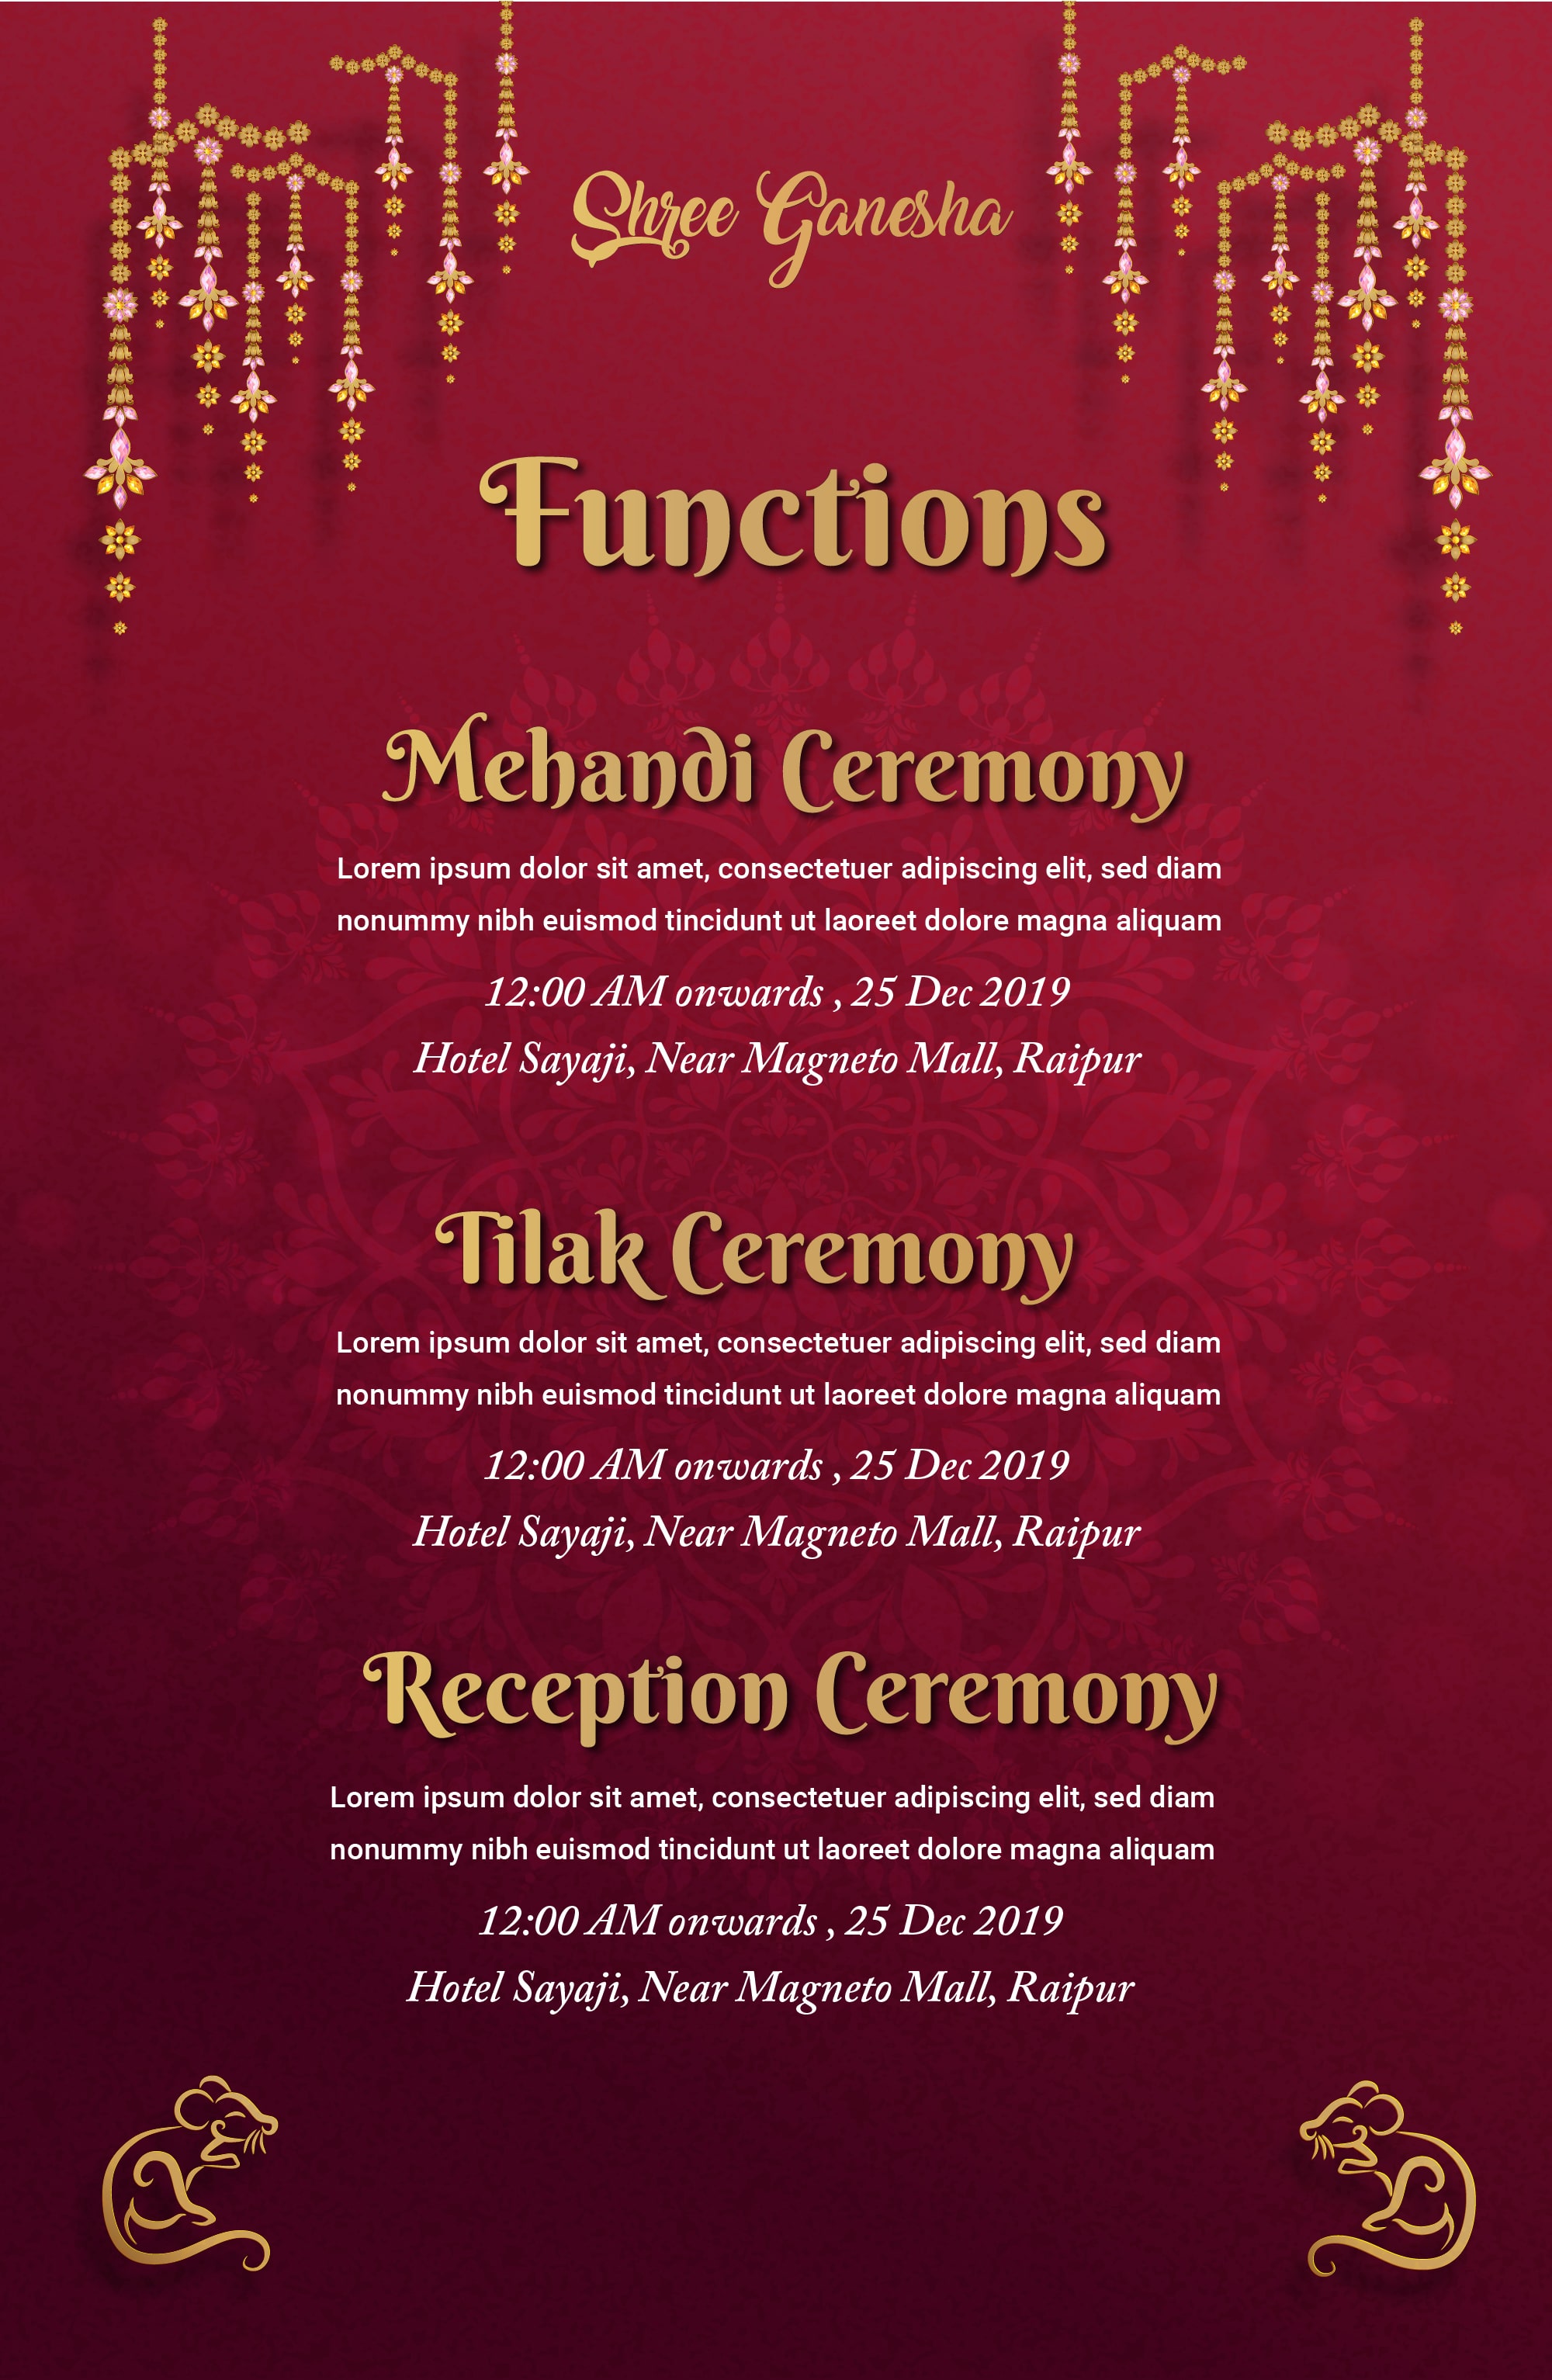 Shree Ganesha
Functions
Mehandi Ceremony
Lorem ipsum dolor sit amet, consectetuer adipiscing elit, sed diam
nonummy nibh euismod tincidunt ut laoreet dolore magna aliquam
12:00 AM onwards , 25 Dec 2019
Hotel Sayaji, Near Magneto Mall, Raipur
Tilak Ceremony
Lorem ipsum dolor sit amet, consectetuer adipiscing elit, sed diam
nonummy nibh euismod tincidunt ut laoreet dolore magna aliquam
12:00 AM onwards , 25 Dec 2019
Hotel Sayaji, Near Magneto Mall, Raipur
Reception Ceremony
Lorem ipsum dolor sit amet, consectetuer adipiscing elit, sed diam
nonummy nibh euismod tincidunt ut laoreet dolore magna aliquam
12:00 AM onwards , 25 Dec 2019
Hotel Sayaji, Near Magneto Mall, Raipur